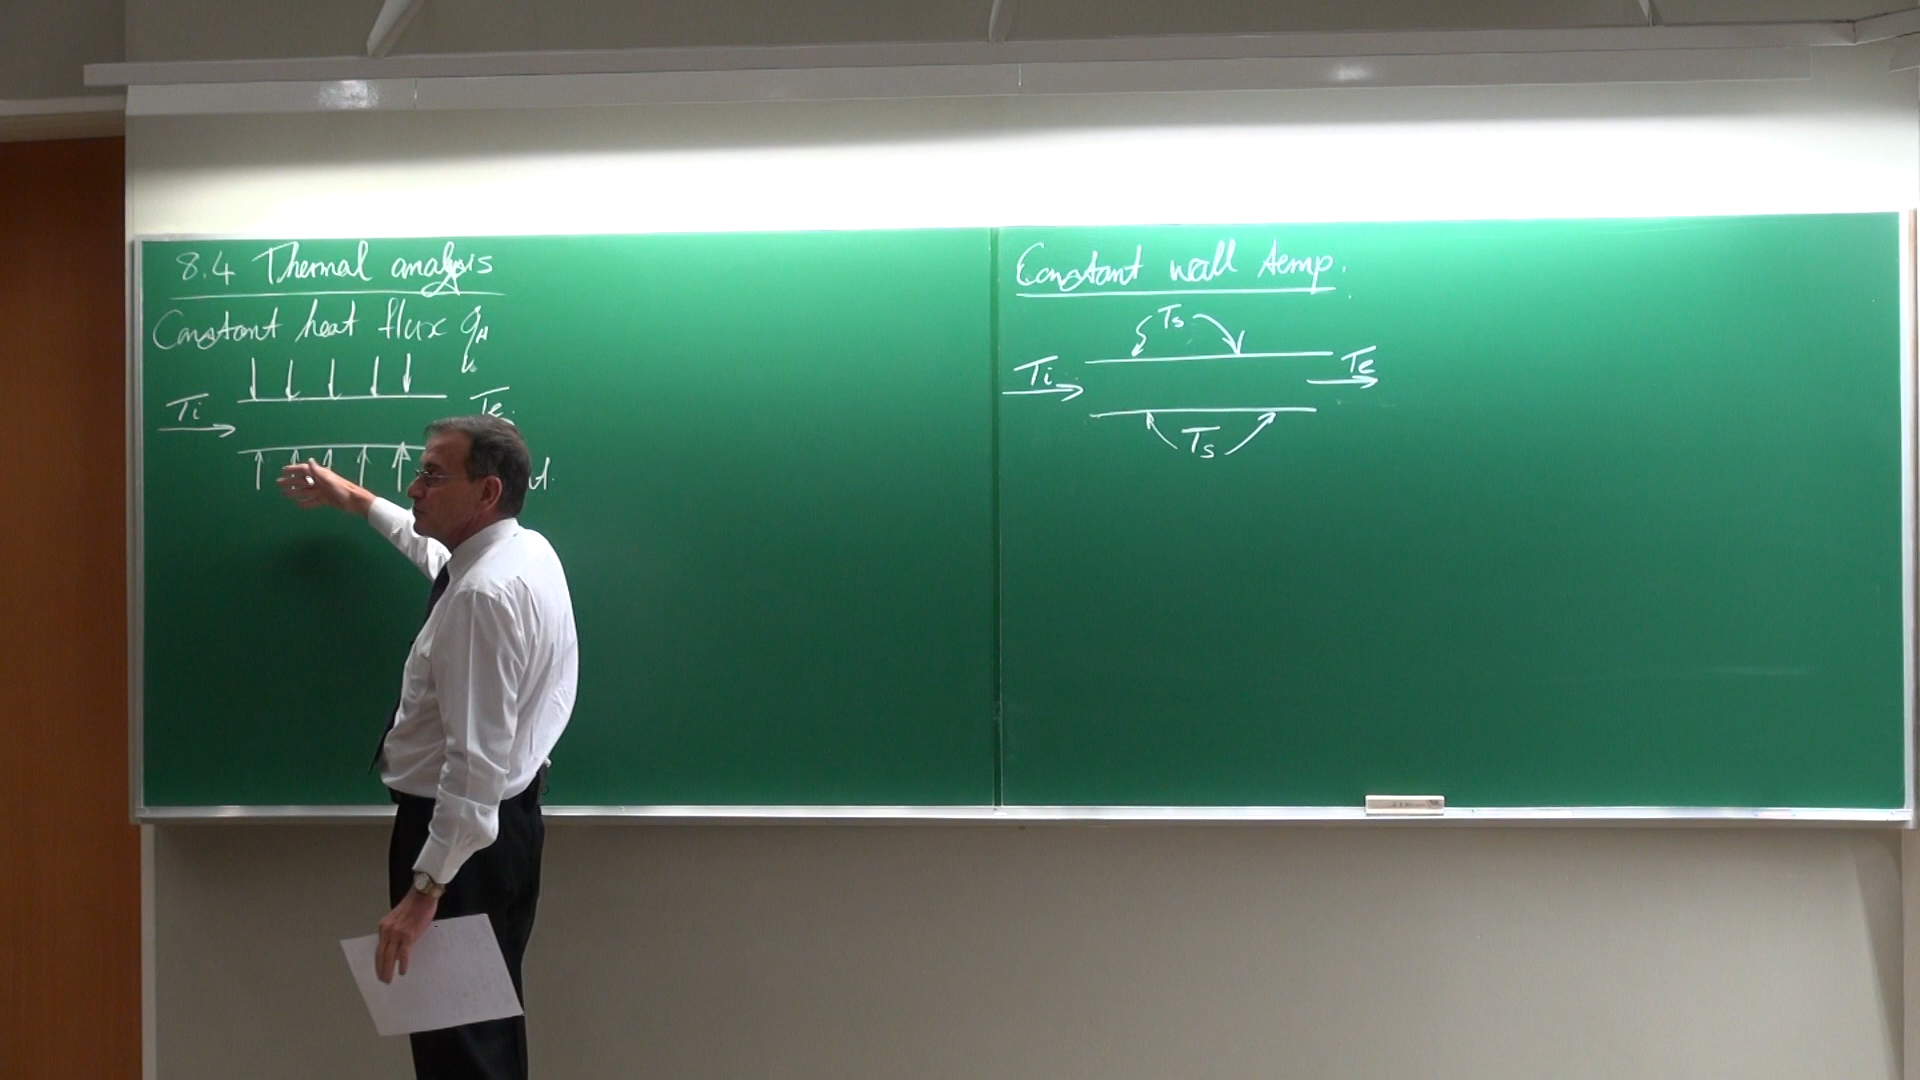 8.4 Thermal analysis
Constant heat flux
Ti
Te
Constant wall temp.
Ts
Ti
Te
Ts